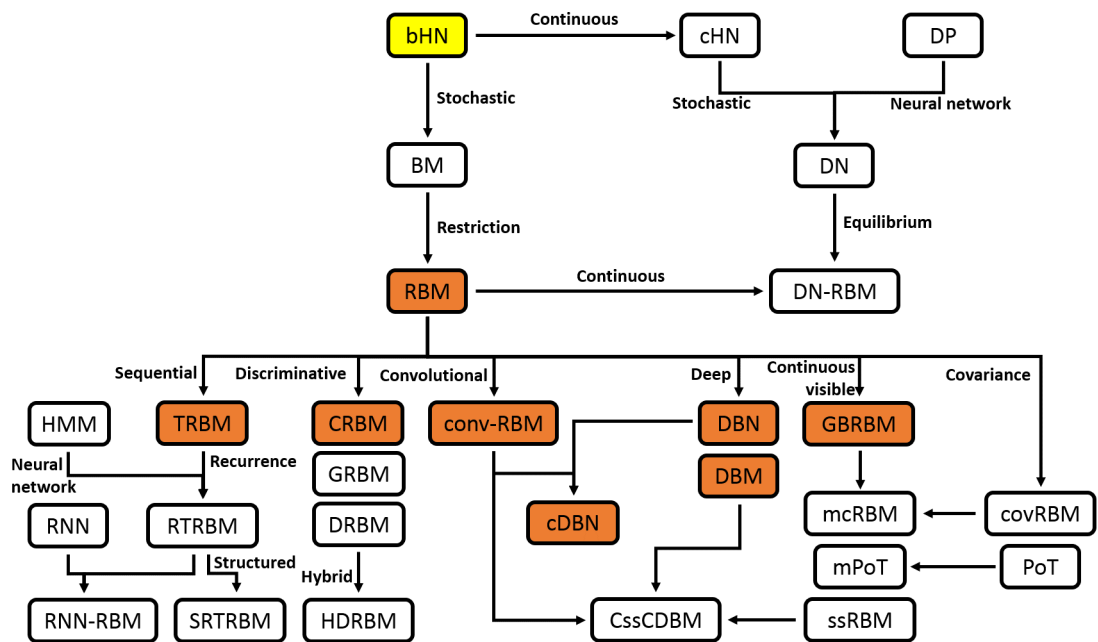 bHN
Continuous
cHN
DP
Stochastic
Stochastic
Neural network
BM
DN
Restriction
Equilibrium
RBM
Continuous
DN-RBM
Sequential
Discriminative
Convolutional
Deep
Continuous
visible
Covariance
HMM
TRBM
CRBM
conv-RBM
DBN
GBRBM
Neural
network
Recurrence
GRBM
DBM
RNN
RTRBM
DRBM
cDBN
mcRBM
covRBM
Structured
Hybrid
mPoT
PoT
RNN-RBM
SRTRBM
HDRBM
CssCDBM
ssRBM